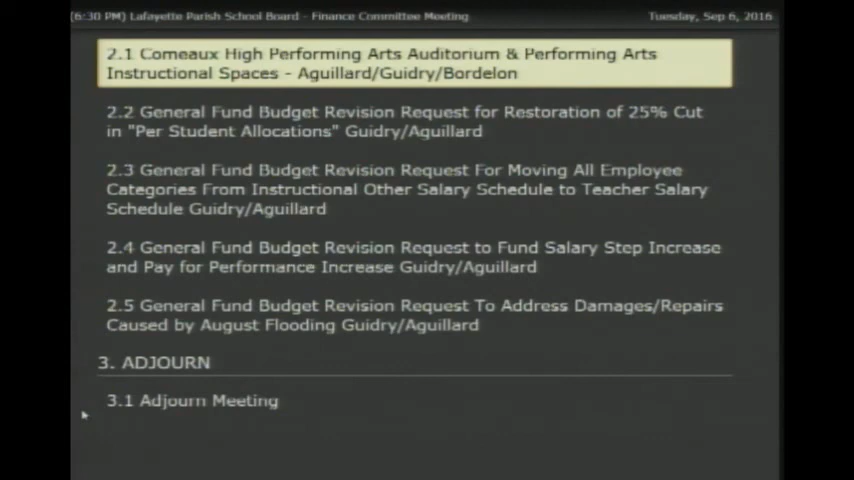 (6:30 PM) Lafayette Parish School Board - Finance Committee Meeting
Tuesday, Sep 6, 2016
2.1 Comeaux High Performing Arts Auditorium & Performing Arts
Instructional Spaces - Aguillard/Guidry/Bordelon
2.2 General Fund Budget Revision Request for Restoration of 25% Cut
in "Per Student Allocations" Guidry/Aguillard
2.3 General Fund Budget Revision Request For Moving All Employee
Categories From Instructional Other Salary Schedule to Teacher Salary
Schedule Guidry/Aguillard
2.4 General Fund Budget Revision Request to Fund Salary Step Increase
and Pay for Performance Increase Guidry/Aguillard
2.5 General Fund Budget Revision Request To Address Damages/Repairs
Caused by August Flooding Guidry/Aguillard
3. ADJOURN
3.1 Adjourn Meeting